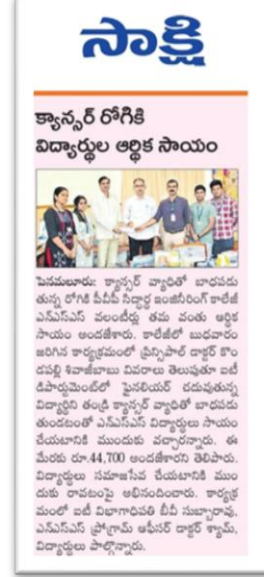 సాక్షి
క్యాన్సర్ రోగికి
విద్యార్థుల ఆర్థిక సాయం
పెనమలూరు: క్యాన్సర్ వ్యాధితో బాధపడు
తున్న రోగికి పీవీపీ సిద్ధార్థ ఇంజినీరింగ్ కాలేజీ
ఎన్ఎస్ఎస్ వలంటీర్లు తమ వంతు ఆర్థిక
సాయం అందజేశారు. కాలేజీలో బుధవారం
జరిగిన కార్యక్రమంలో ప్రిన్సిపాల్ డాక్టర్ కొం
డపల్లి శివాజీబాబు వివరాలు తెలుపుతూ ఐటీ
డిపార్టుమెంట్‌లో ఫైనలియర్ చదువుతున్న
విద్యార్థిని తండ్రి క్యాన్సర్ వ్యాధితో బాధపడు
తుండటంతో ఎన్ఎస్ఎస్ విద్యార్థులు సాయం
చేయటానికి ముందుకు వచ్చారన్నారు. ఈ
మేరకు రూ.44,700 అందజేశారని తెలిపారు.
విద్యార్థులు సమాజసేవ చేయటానికి ముం
దుకు రావటంపై అభినందించారు. కార్యక్ర
మంలో ఐటీ విభాగాధిపతి బీవీ సుబ్బారావు,
ఎన్ఎస్ఎస్ ప్రోగ్రామ్ ఆఫీసర్ డాక్టర్ శ్యామ్,
విద్యార్థులు పాల్గొన్నారు.